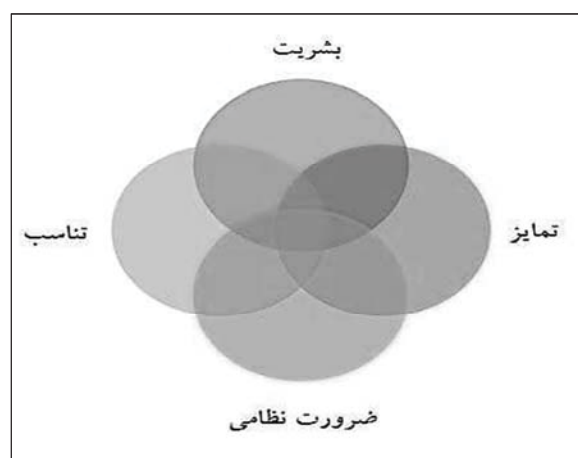 بشریت
تمایز
تناسب
ضرورت نظامی